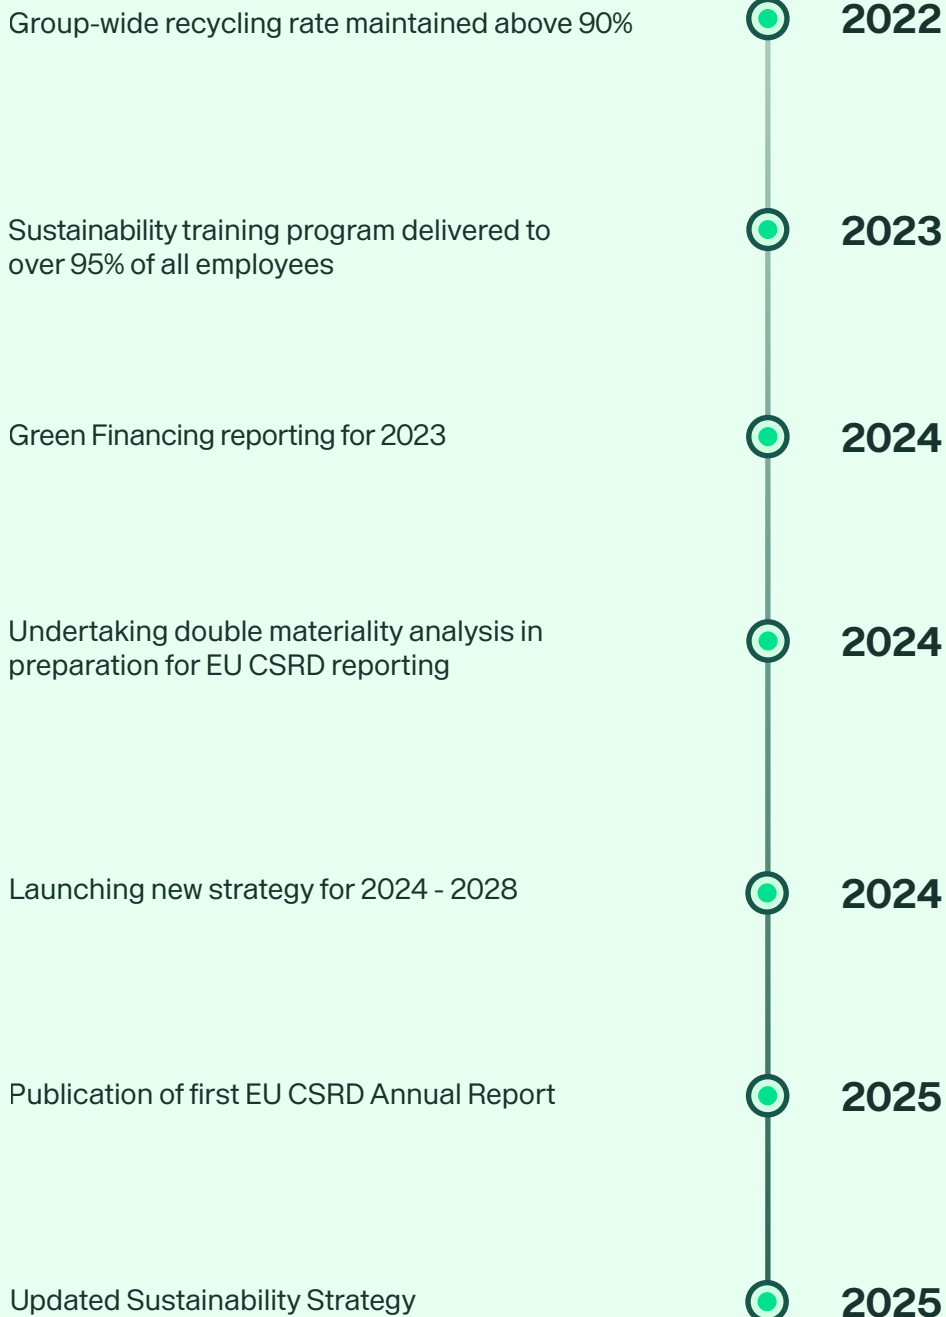 Group-wide recycling rate maintained above 90%
2022
Sustainability training program delivered to
over 95% of all employees
2023
Green Financing reporting for 2023
2024
Undertaking double materiality analysis in
preparation for EU CSRD reporting
2024
Launching new strategy for 2024 - 2028
2024
Publication of first EU CSRD Annual Report
2025
Updated Sustainability Strategy
2025